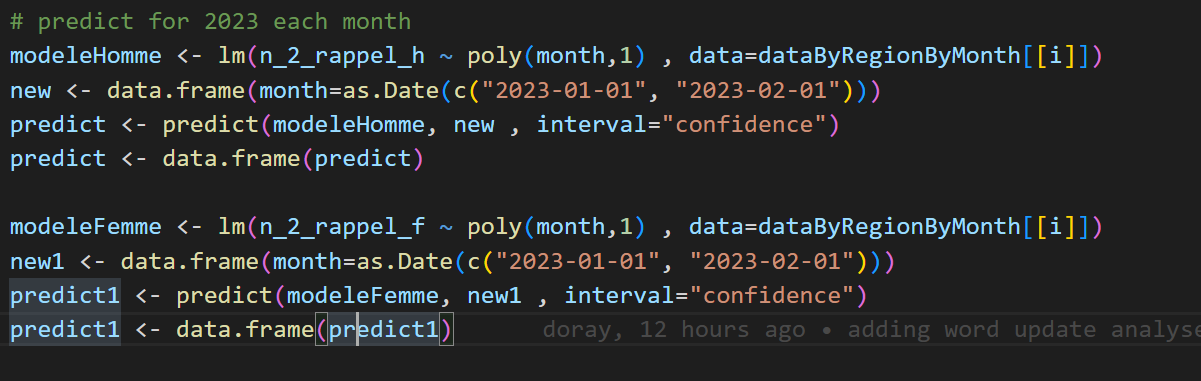 # predict for 2023 each month
modeleHomme <- lm(n_2_rappel_h ~ poly(month,1) , data=dataByRegionByMonth[[i]])
new <- data.frame(month=as.Date(c("2023-01-01", "2023-02-01")))
predict <- predict(modeleHomme, new , interval="confidence")
predict <- data.frame(predict)
modeleFemme <- lm(n_2_rappel_f ~ poly(month,1) , data=dataByRegionByMonth[[i]])
new1 <- data.frame(month=as.Date(c("2023-01-01", "2023-02-01")))
predict1 <- predict(modeleFemme, new1 , interval="confidence")
predict1 <- data.frame(predict1) doray, 12 hours ago • adding word update analyse